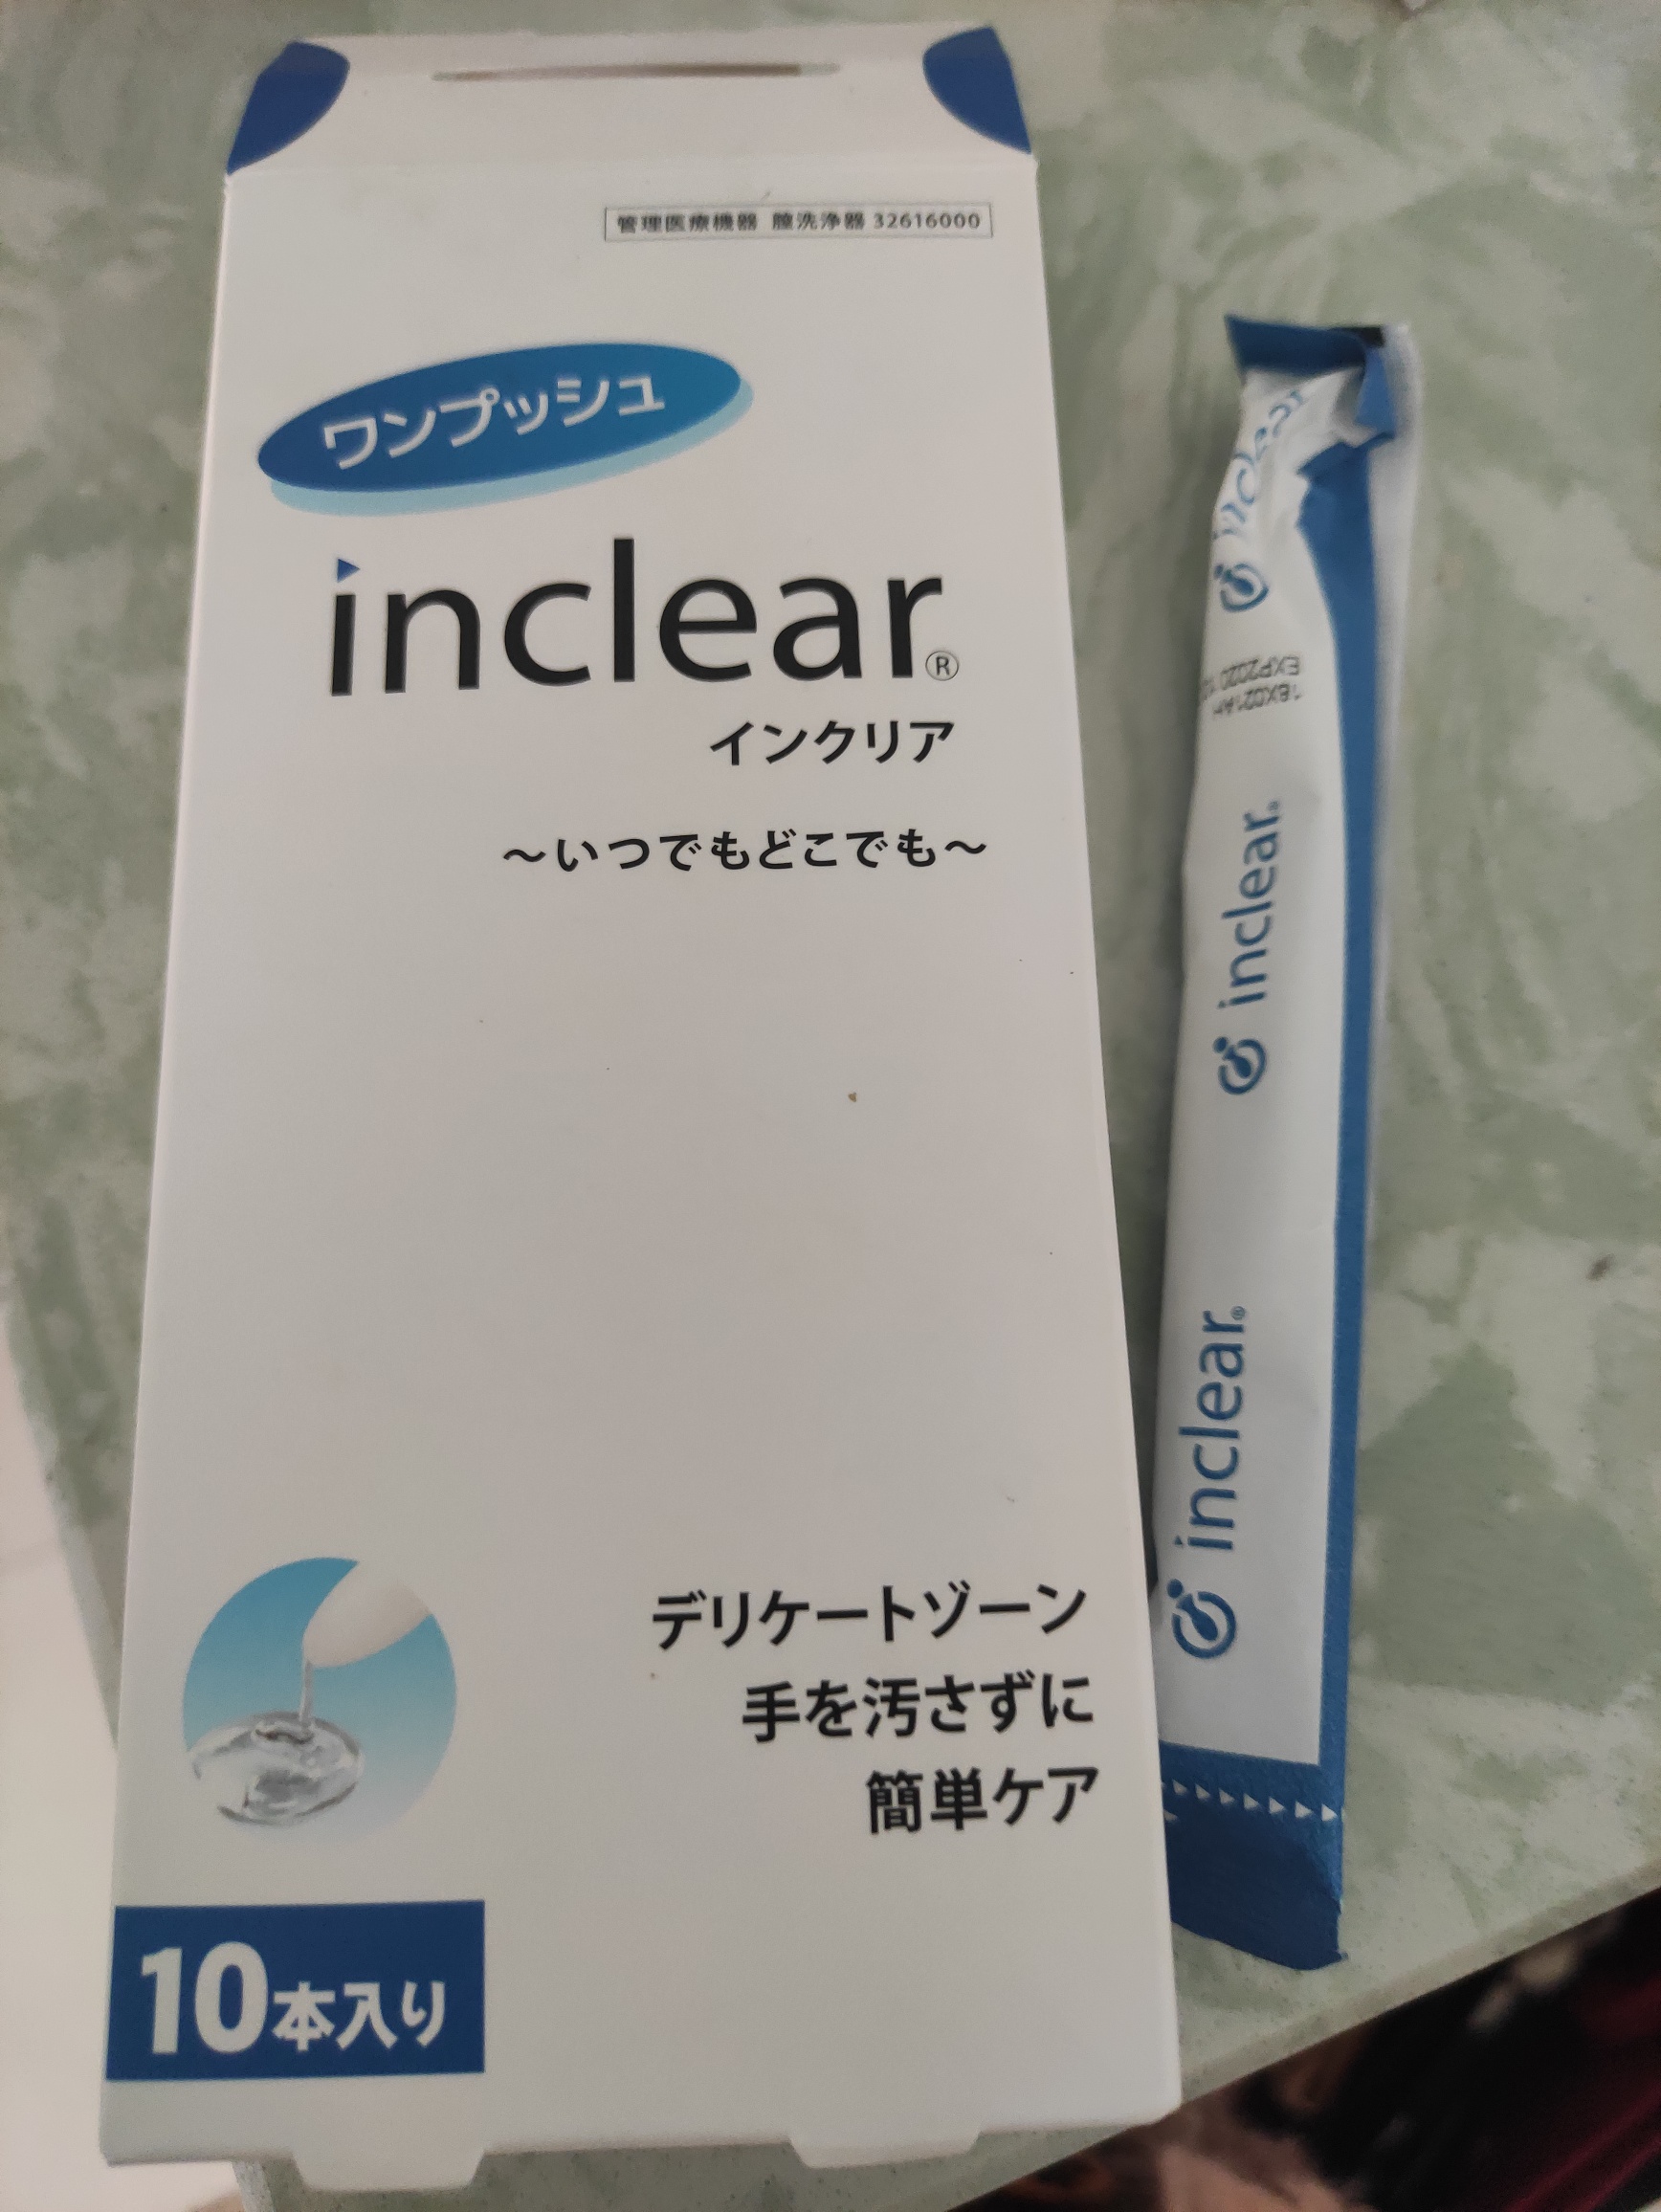 管理医療機器 膣洗浄器 32616000
ワンプッシュ
inclear®
インクリア
～いつでもどこでも～
デリケートゾーン
手を汚さずに
簡単ケア
10本入り
inclear
EXP2020
inclear®
inclear®